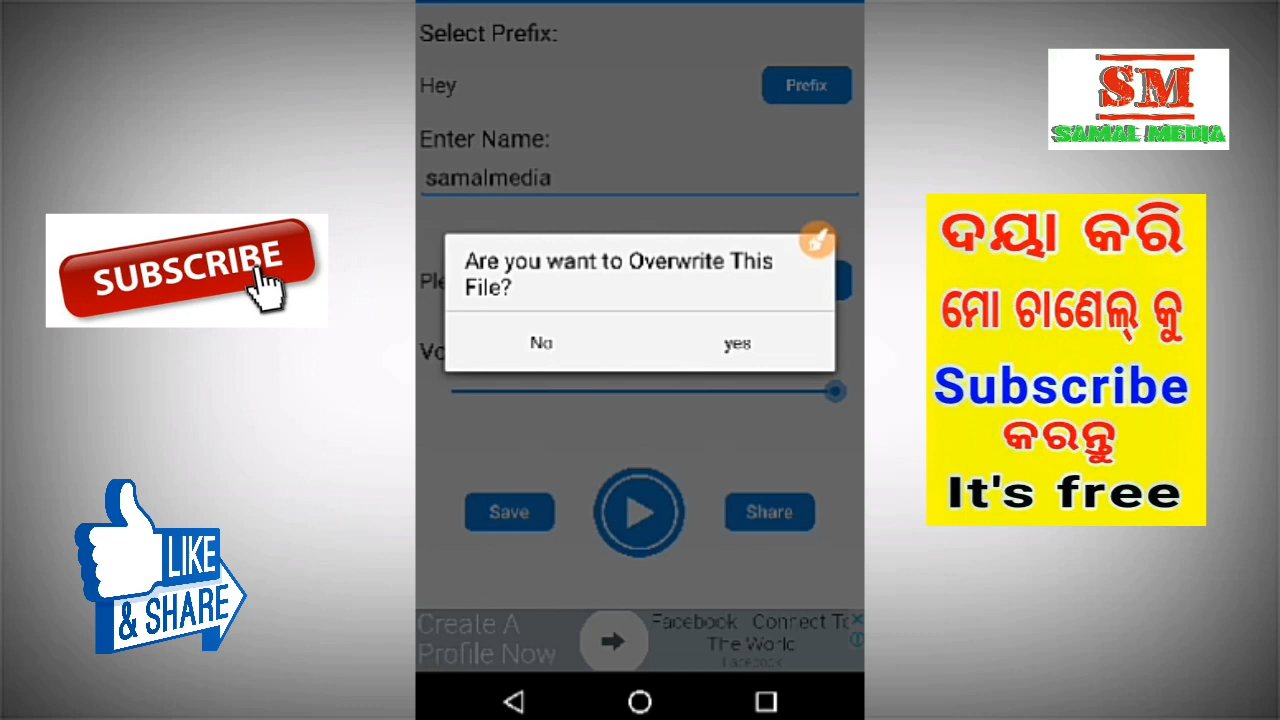 Select Prefix:
Hey
Prefix
Enter Name:
samalmedia
Are you want to Overwrite This
File?
No
yes
Save
Share
Create A
Profile Now
Facebook
Connect
The World
Facebook
SUBSCRIBE
LIKE
& SHARE
SM
SAMAL MEDIA
ଦୟା କରି
ମୋ ଚାଣେଲ୍ କୁ
Subscribe
କରନ୍ତୁ
It's free